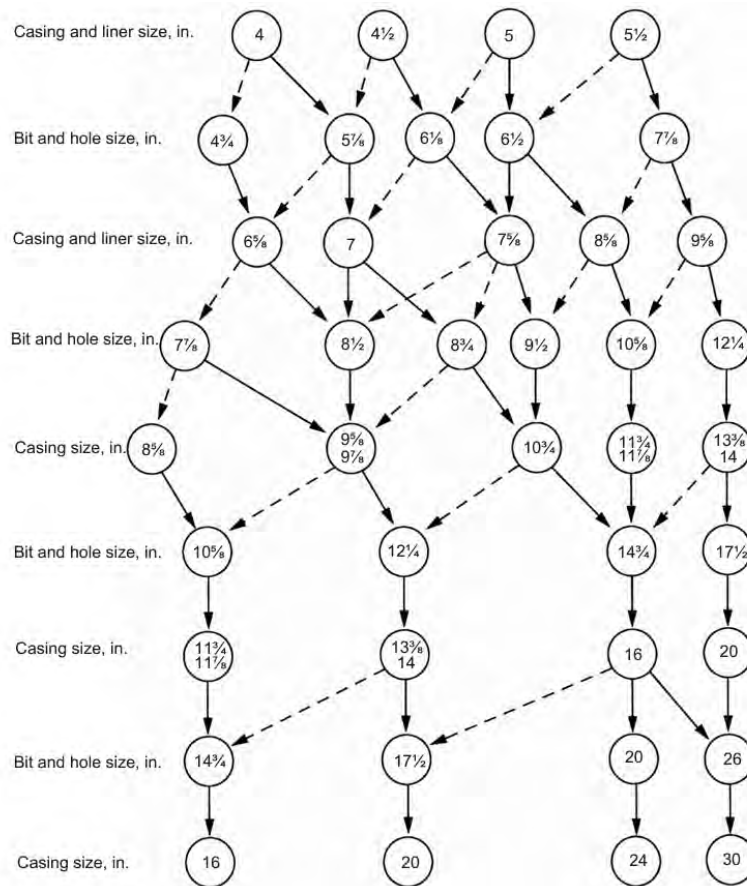 Casing and liner size, in. 4 4½ 5 5½
Bit and hole size, in. 4¾ 5⅞ 6⅛ 6½ 7⅞
Casing and liner size, in. 6⅝ 7 7⅝ 8⅝ 9⅝
Bit and hole size, in. 7⅞ 8½ 8¾ 9½ 10⅝ 12¼
Casing size, in. 8⅝ 9⅝ 9⅞ 10¾ 11¾ 11⅞ 13⅜ 14
Bit and hole size, in. 10⅝ 12¼ 14¾ 17½
Casing size, in. 11¾ 11⅞ 13⅜ 14 16 20
Bit and hole size, in. 14¾ 17½ 20 26
Casing size, in. 16 20 24 30